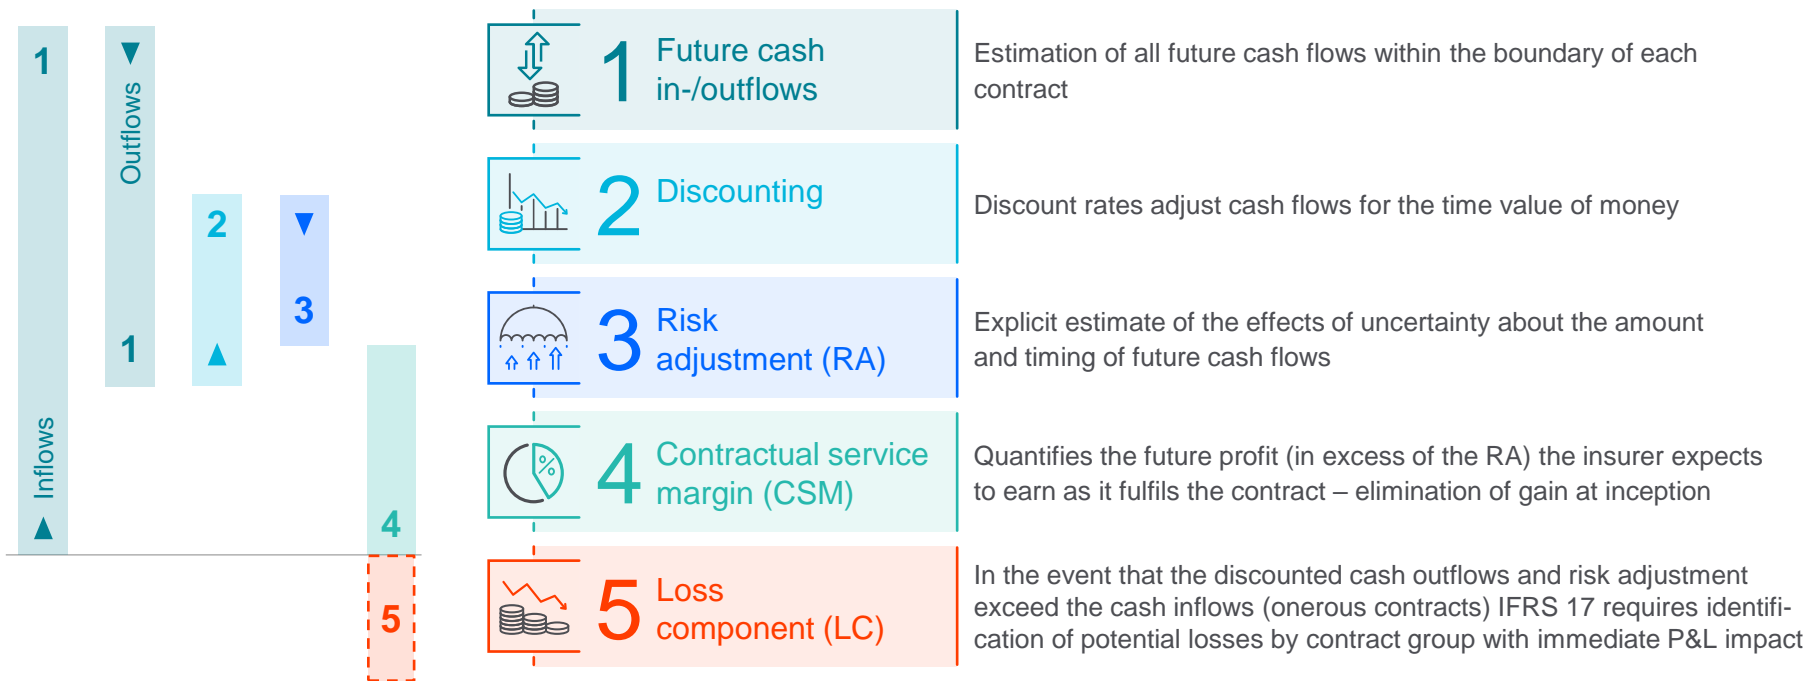 1
Outflows
1
Inflows
2
3
4
5
1 Future cash
in-/outflows
Estimation of all future cash flows within the boundary of each
contract
2 Discounting
Discount rates adjust cash flows for the time value of money
3 Risk
adjustment (RA)
Explicit estimate of the effects of uncertainty about the amount
and timing of future cash flows
4 Contractual service
margin (CSM)
%
Quantifies the future profit (in excess of the RA) the insurer expects
to earn as it fulfils the contract – elimination of gain at inception
5 Loss
component (LC)
In the event that the discounted cash outflows and risk adjustment
exceed the cash inflows (onerous contracts) IFRS 17 requires identifi-
cation of potential losses by contract group with immediate P&L impact